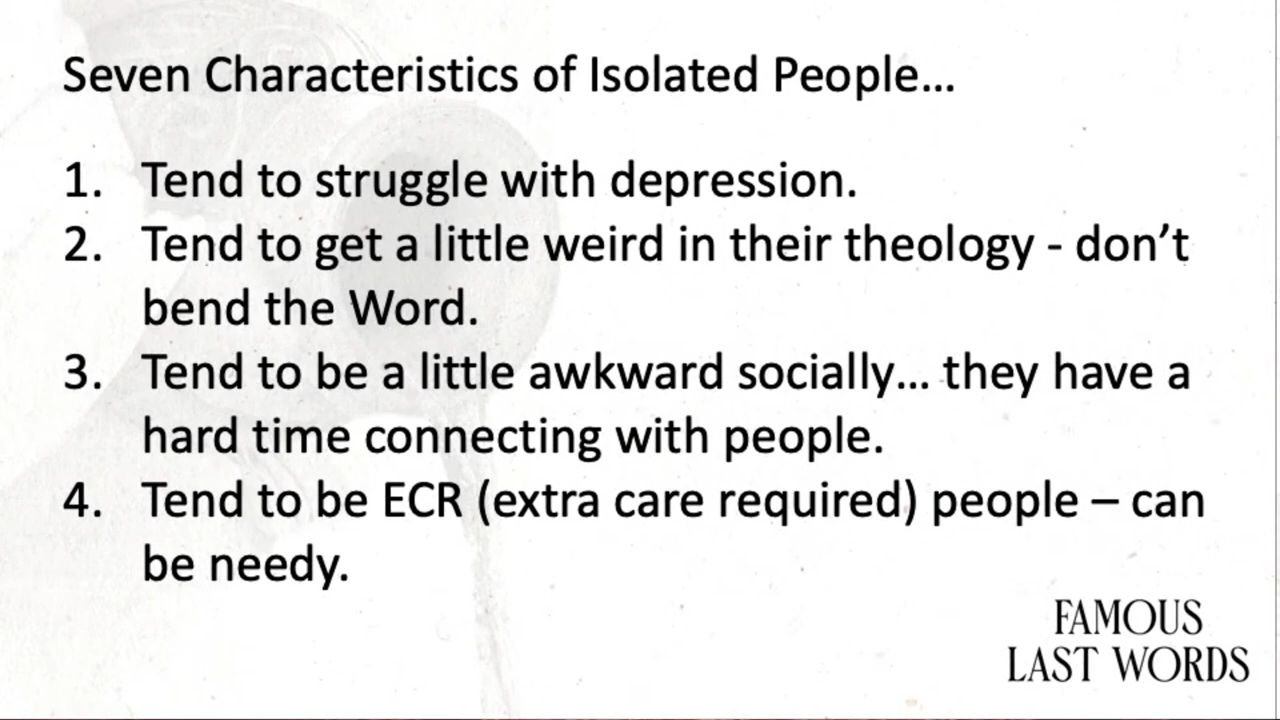 Seven Characteristics of Isolated People...
1. Tend to struggle with depression.
2. Tend to get a little weird in their theology - don't
bend the Word.
3. Tend to be a little awkward socially... they have a
hard time connecting with people.
4. Tend to be ECR (extra care required) people – can
be needy.
FAMOUS
LAST WORDS